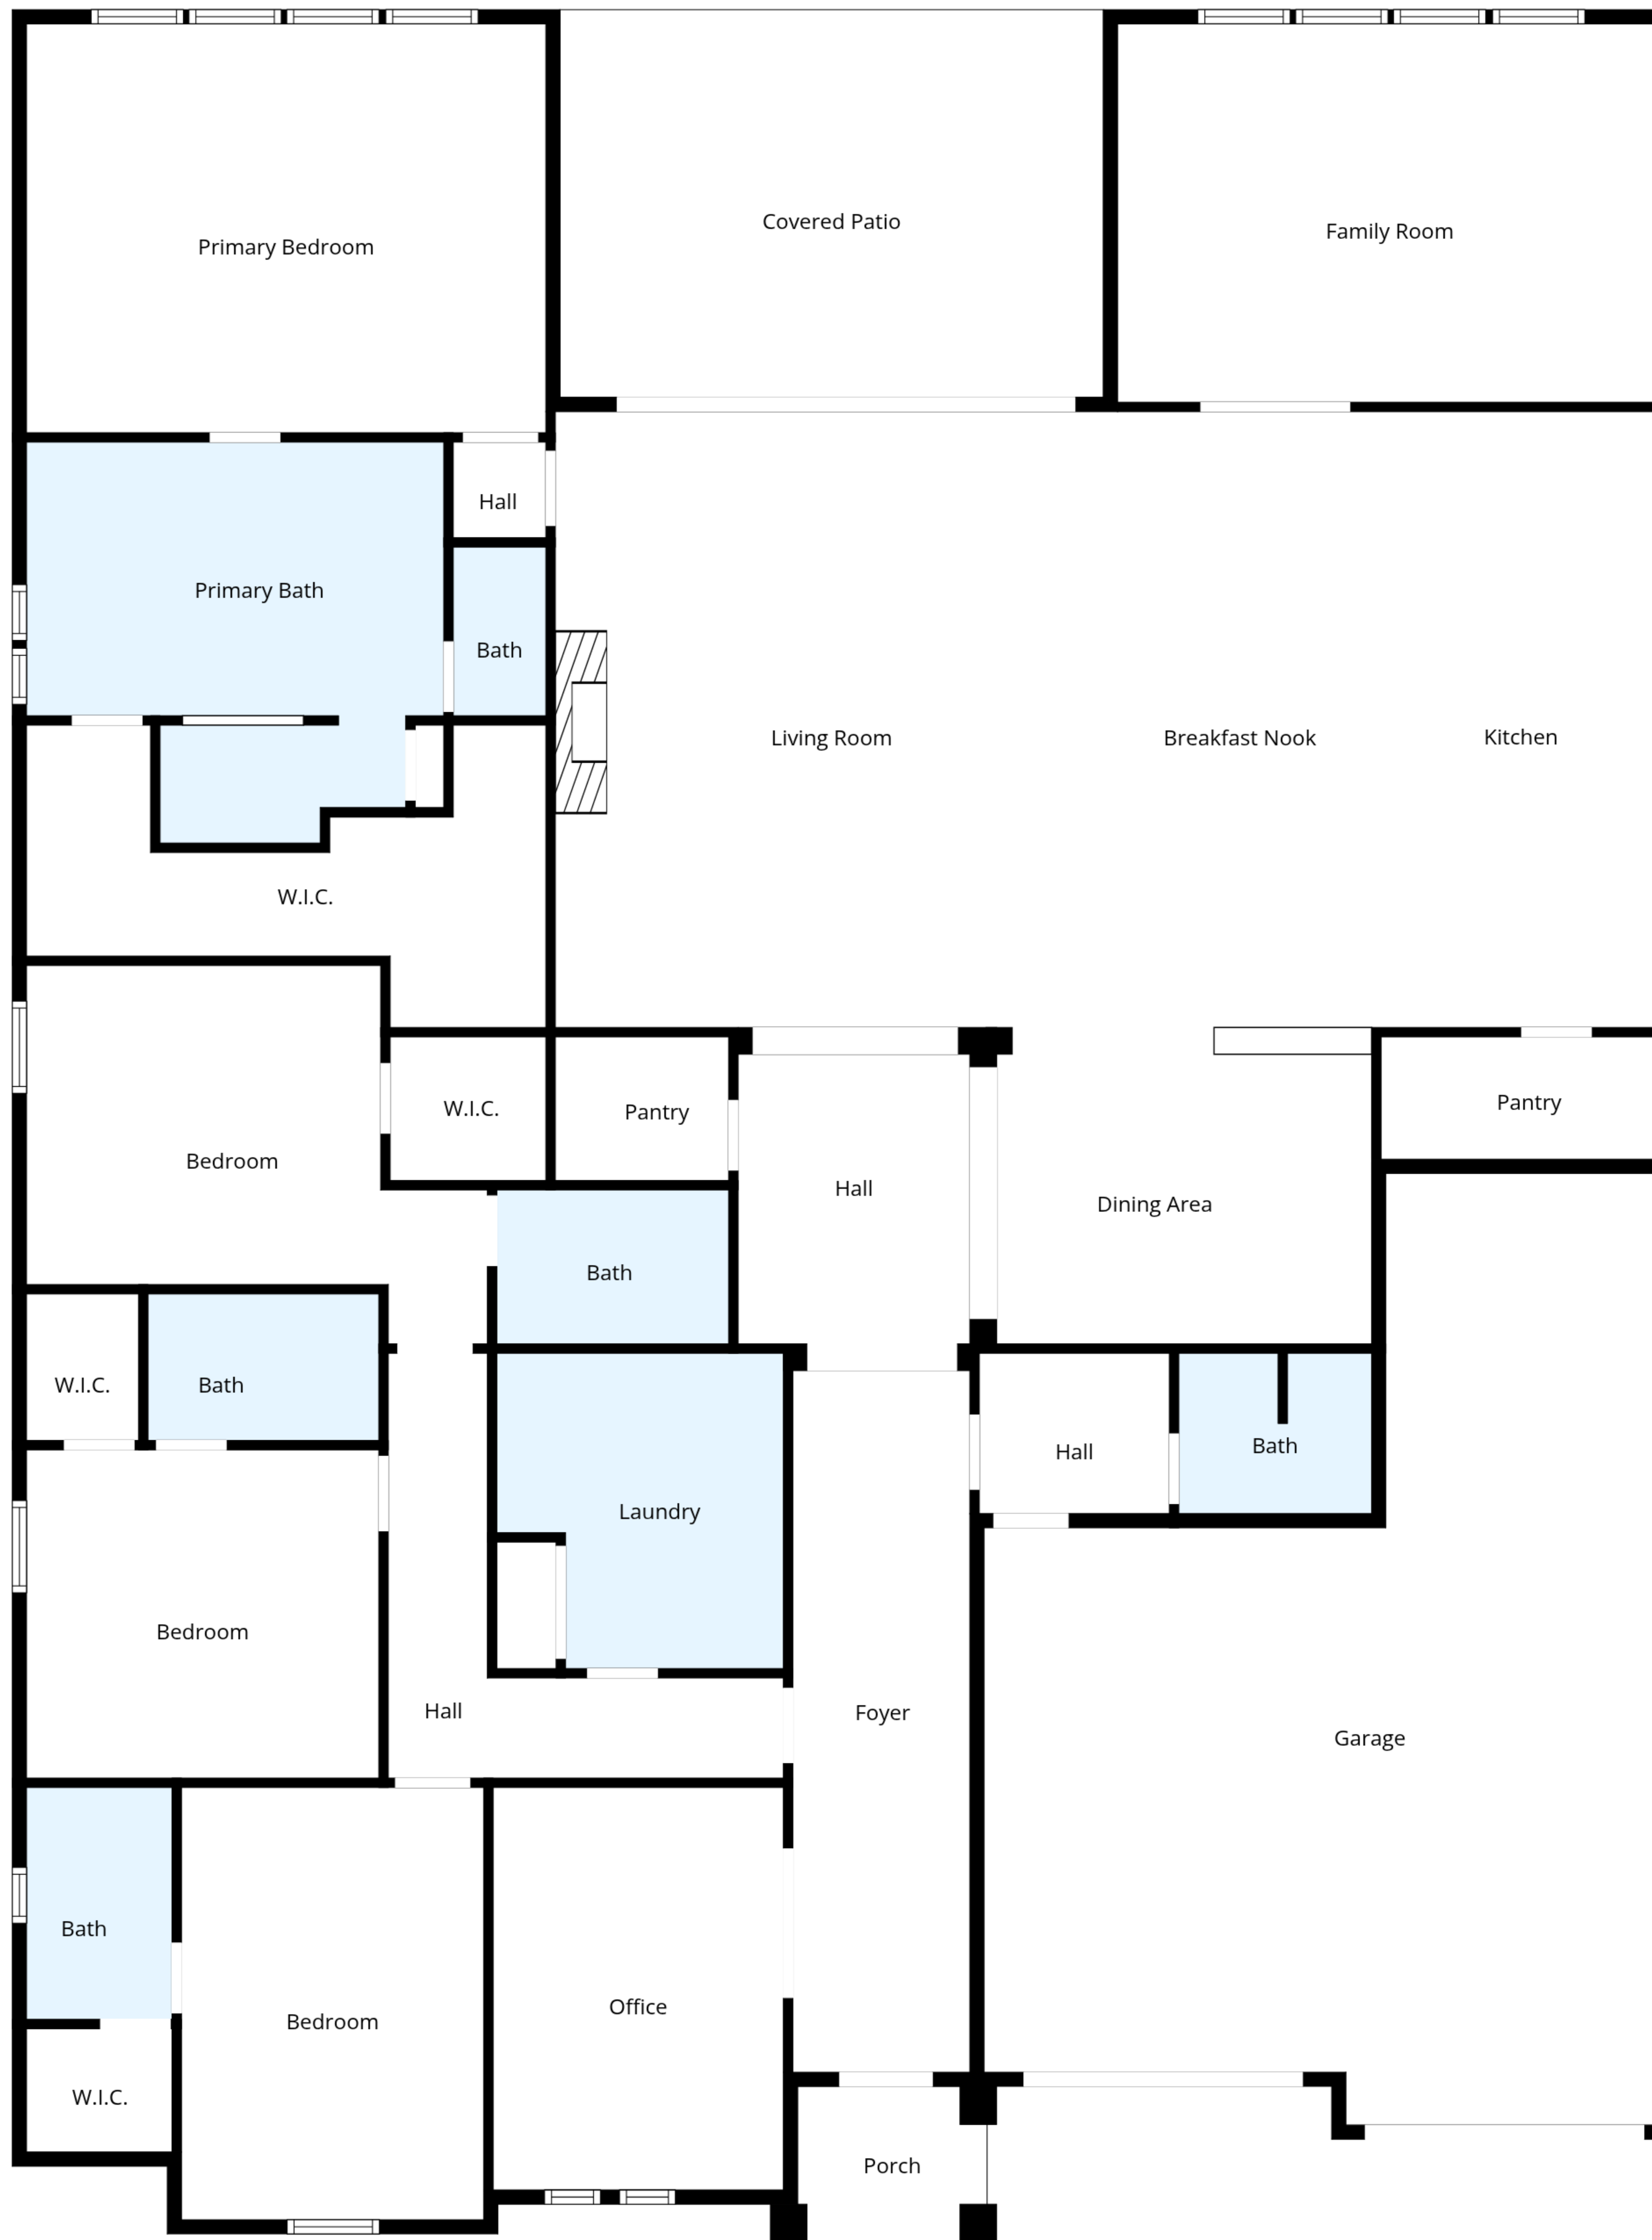 Covered Patio
Family Room
Primary Bedroom
Hall
Primary Bath
Bath
Living Room
Breakfast Nook
Kitchen
W.I.C.
W.I.C.
Pantry
Pantry
Bedroom
Hall
Dining Area
Bath
W.I.C.
Bath
Hall
Bath
Laundry
Bedroom
Hall
Foyer
Garage
Bath
Office
Bedroom
W.I.C.
Porch